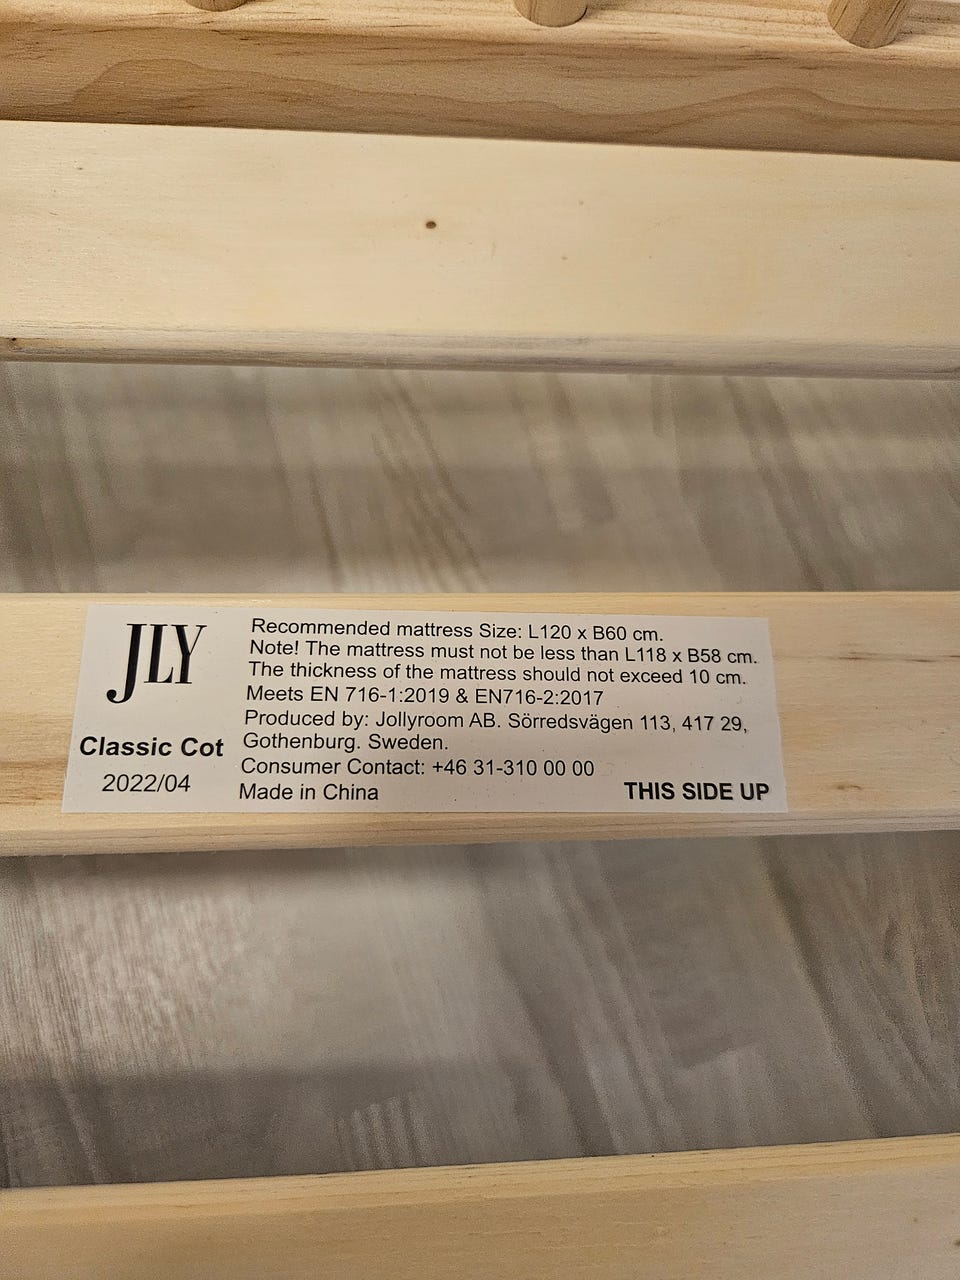 JLY
Classic Cot
2022/04
Recommended mattress Size: L120 x B60 cm.
Note! The mattress must not be less than L118 x B58 cm.
The thickness of the mattress should not exceed 10 cm.
Meets EN 716-1:2019 & EN716-2:2017
Produced by: Jollyroom AB. Sörredsvägen 113, 417 29,
Gothenburg. Sweden.
Consumer Contact: +46 31-310 00 00
Made in China
THIS SIDE UP